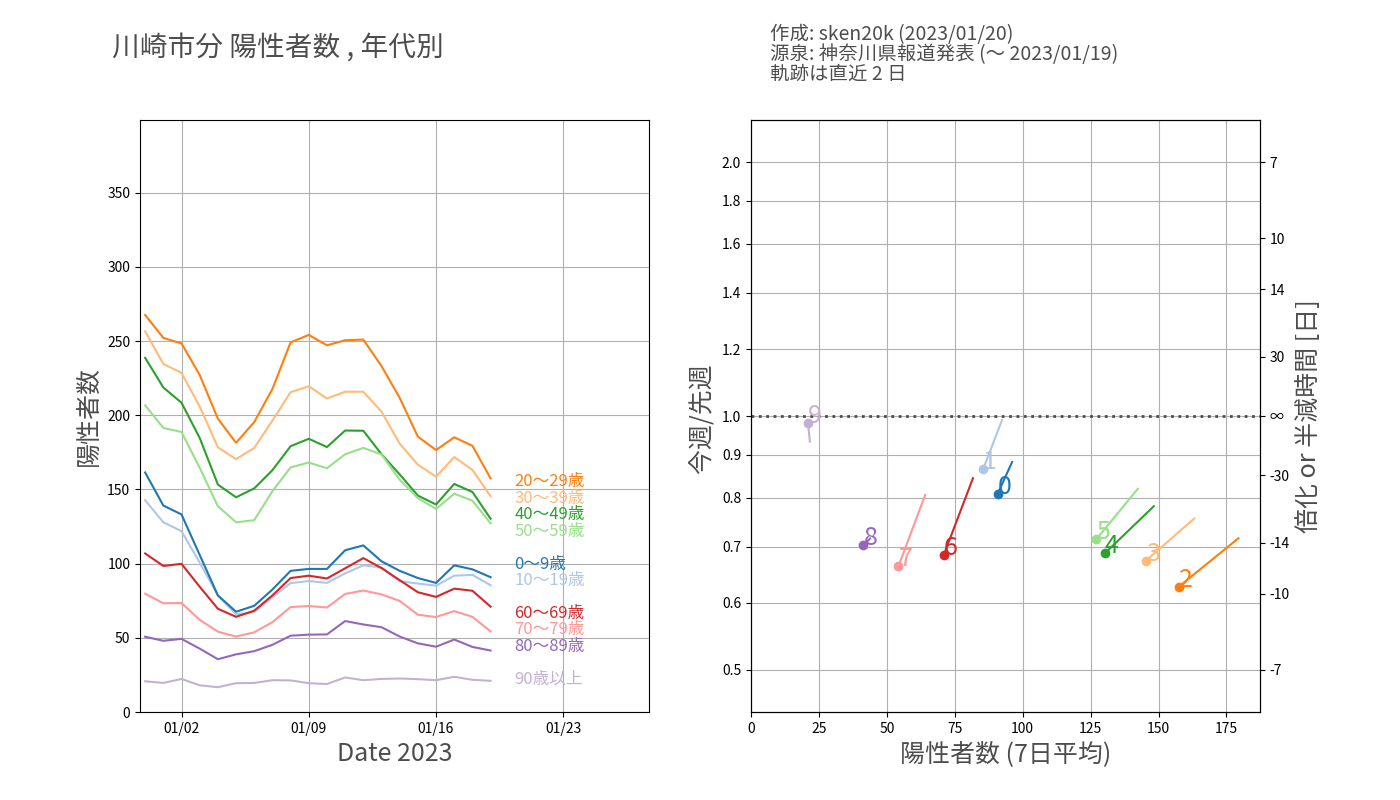 川崎市分 陽性者数 , 年代別
作成: sken20k (2023/01/20)
源泉: 神奈川県報道発表 (〜 2023/01/19)
軌跡は直近 2 日
陽性者数
350
300
250
200
150
100
50
0
20〜29歳
30〜39歳
40〜49歳
50〜59歳
0〜9歳
10〜19歳
60〜69歳
70〜79歳
80〜89歳
90歳以上
01/02 01/09 01/16 01/23
Date 2023
今週/先週
2.0
1.8
1.6
1.4
1.2
1.0
0.9
0.8
0.7
0.6
0.5
9
1
0
8
7
6
5
4
3
2
7
10
14
30
∞
-30
-14
-10
-7
倍化 or 半減時間 [日]
0 25 50 75 100 125 150 175
陽性者数 (7日平均)